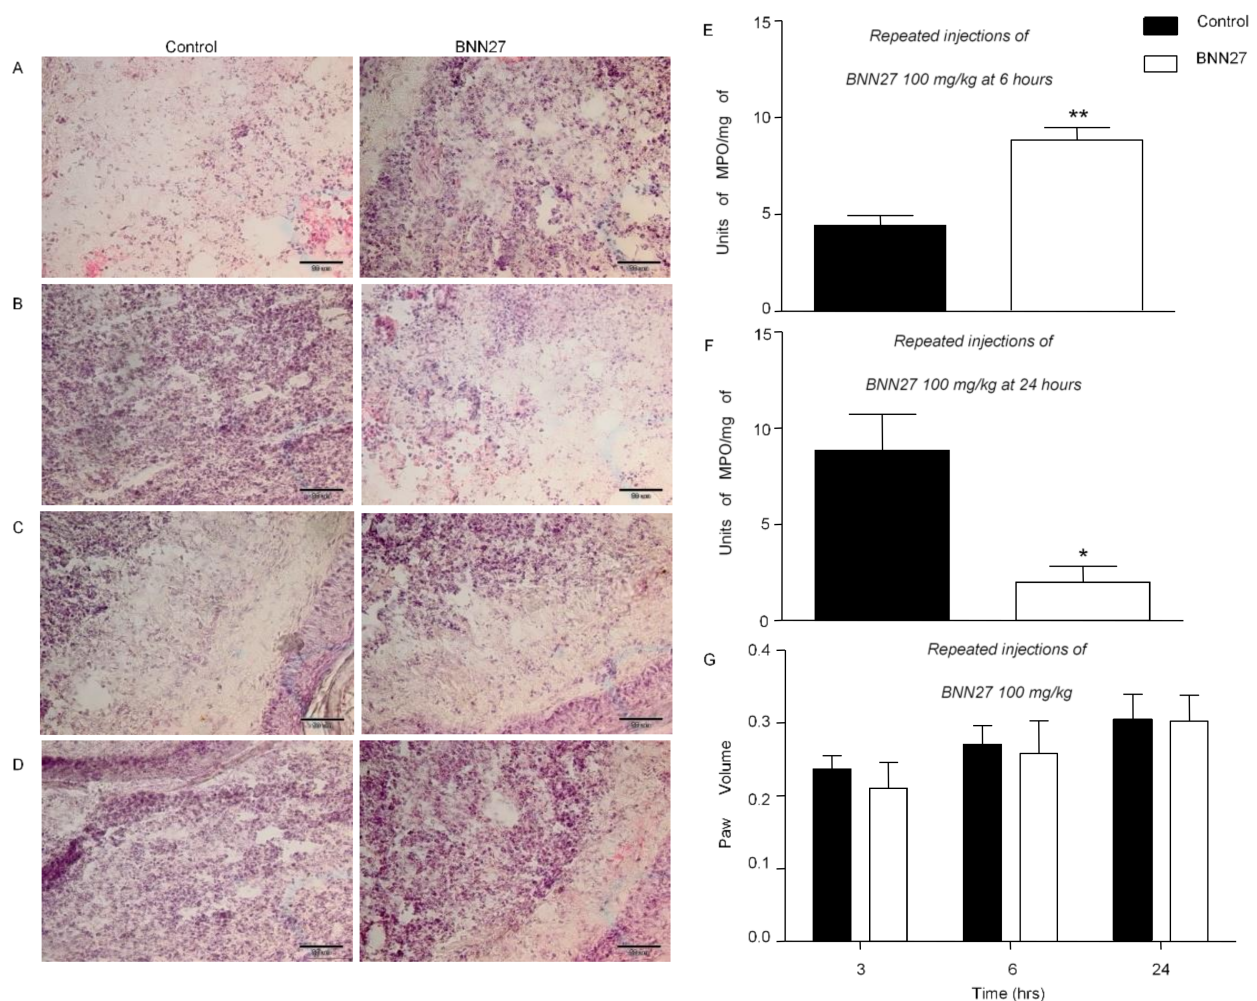 Control
BNN27
A
B
C
D
E
15
10
5
0
Units of MPO/mg of
Repeated injections of
BNN27 100 mg/kg at 6 hours
**
Control
BNN27
F
15
10
5
0
Units of MPO/mg of
Repeated injections of
BNN27 100 mg/kg at 24 hours
*
G
0.4
0.3
0.2
0.1
0.0
Paw Volume
Repeated injections of
BNN27 100 mg/kg
3 6 24
Time (hrs)